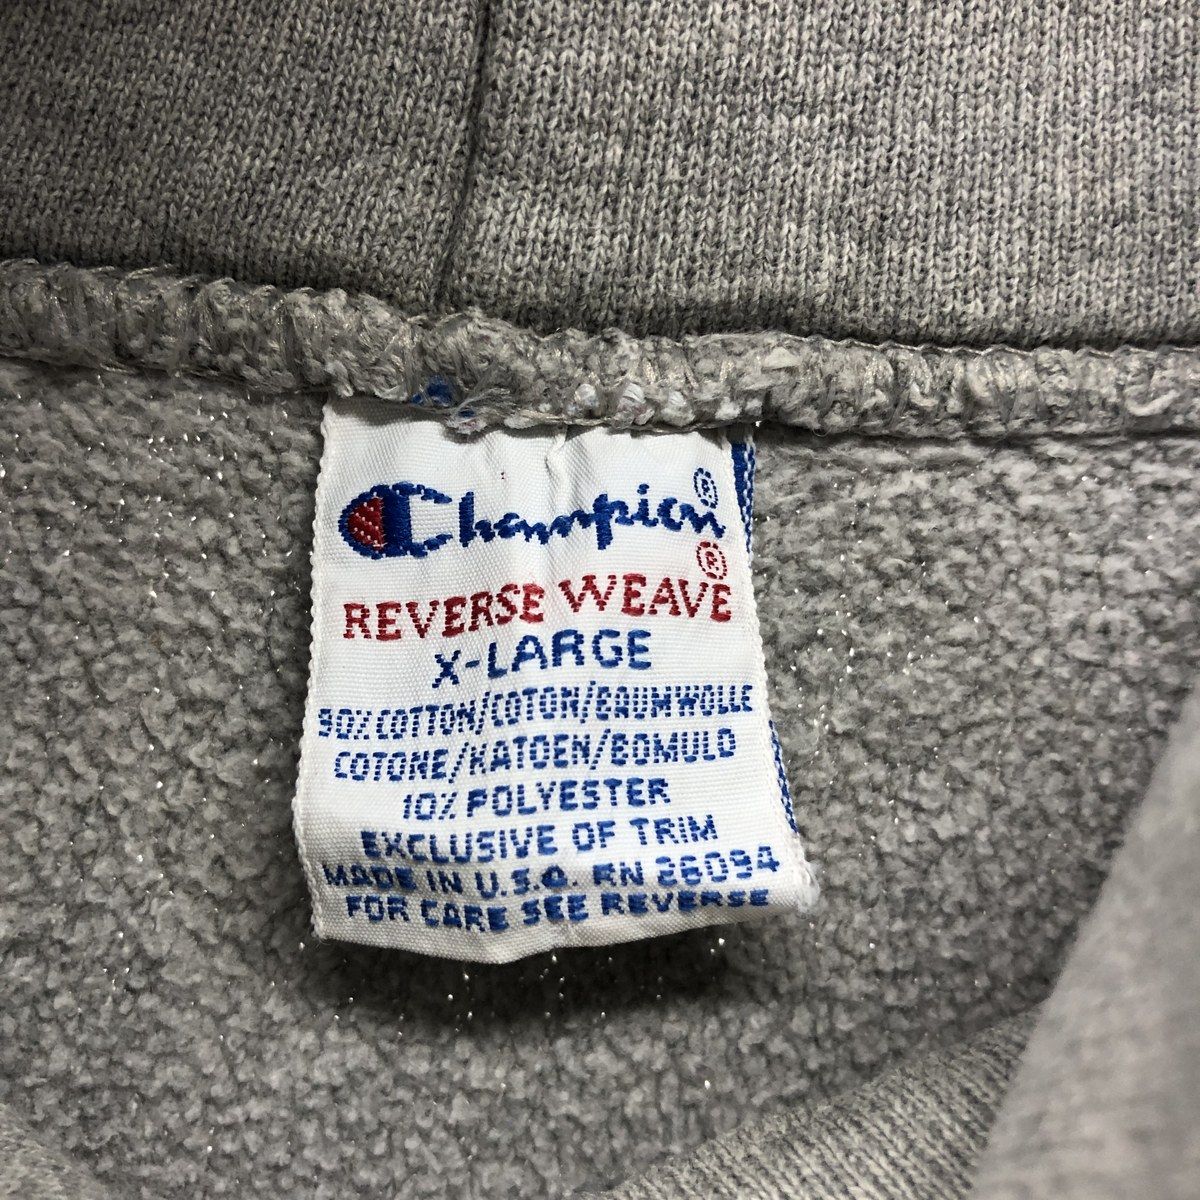 Champion®
REVERSE WEAVE®
X-LARGE
90% COTTON/COTON/BAUMWOLLE
COTONE/KATOEN/BOMULD
10% POLYESTER
EXCLUSIVE OF TRIM
MADE IN U.S.A. RN 26094
FOR CARE SEE REVERSE